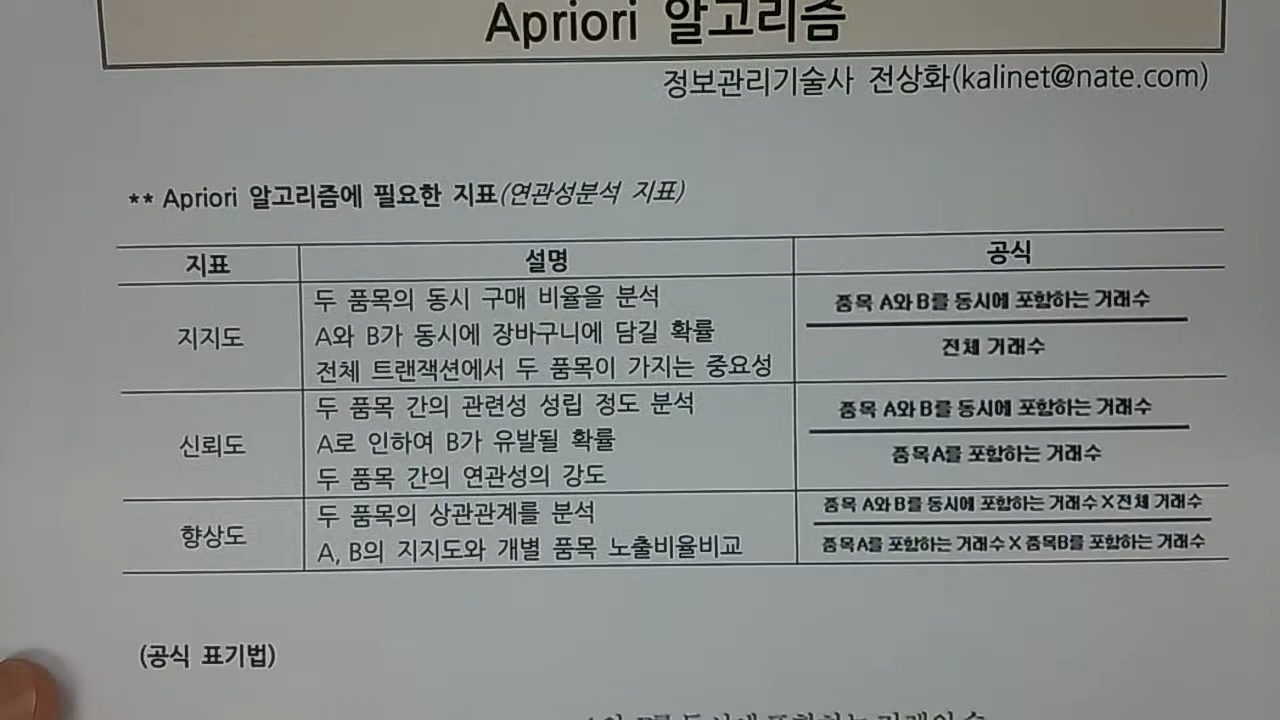 Apriori 알고리즘
정보관리기술사 전상화(kalinet@nate.com)
** Apriori 알고리즘에 필요한 지표(연관성분석 지표)
지표 설명 공식
지지도
두 품목의 동시 구매 비율을 분석
A와 B가 동시에 장바구니에 담길 확률
전체 트랜잭션에서 두 품목이 가지는 중요성
품목 A와 B를 동시에 포함하는 거래수
전체 거래수
신뢰도
두 품목 간의 관련성 성립 정도 분석
A로 인하여 B가 유발될 확률
두 품목 간의 연관성의 강도
품목 A와 B를 동시에 포함하는 거래수
품목A를 포함하는 거래수
향상도
두 품목의 상관관계를 분석
A, B의 지지도와 개별 품목 노출비율비교
품목 A와 B를 동시에 포함하는 거래수 X 전체 거래수
품목A를 포함하는 거래수 X 품목B를 포함하는 거래수
(공식 표기법)